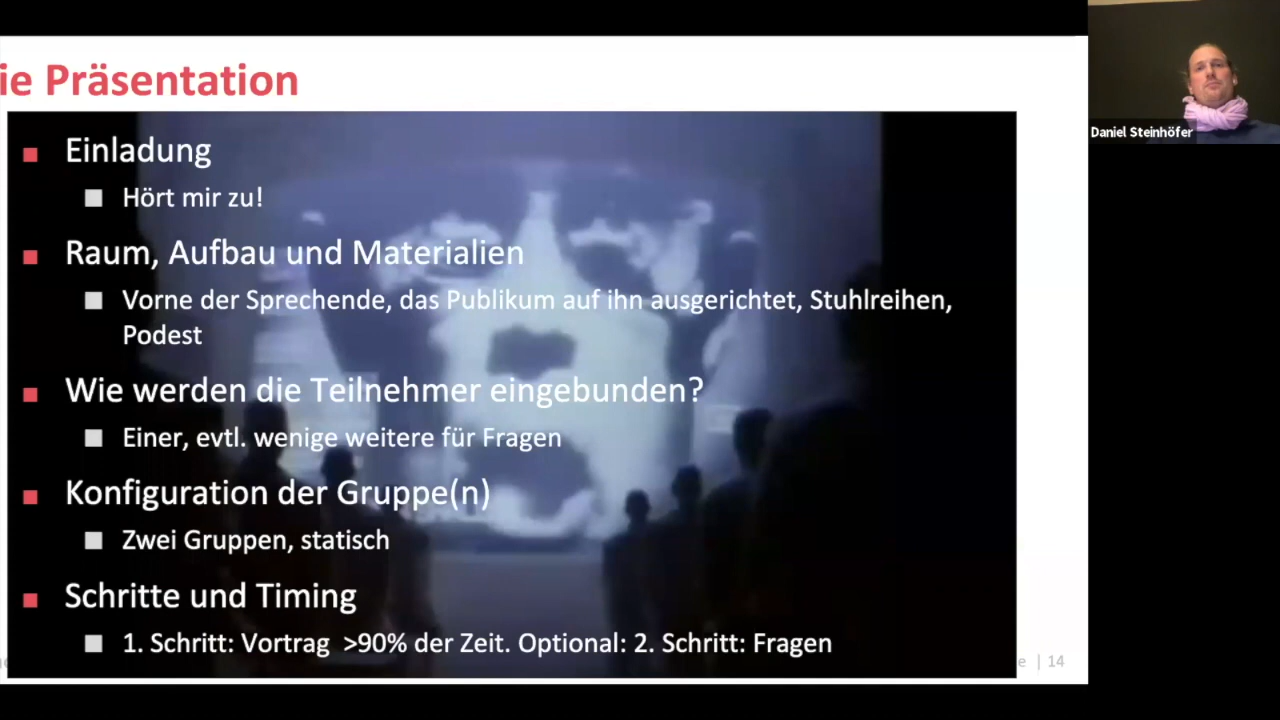 ie Präsentation
Einladung
Hört mir zu!
Raum, Aufbau und Materialien
Vorne der Sprechende, das Publikum auf ihn ausgerichtet, Stuhlreihen,
Podest
Wie werden die Teilnehmer eingebunden?
Einer, evtl. wenige weitere für Fragen
Konfiguration der Gruppe(n)
Zwei Gruppen, statisch
Schritte und Timing
1. Schritt: Vortrag >90% der Zeit. Optional: 2. Schritt: Fragen
e | 14
Daniel Steinhöfer